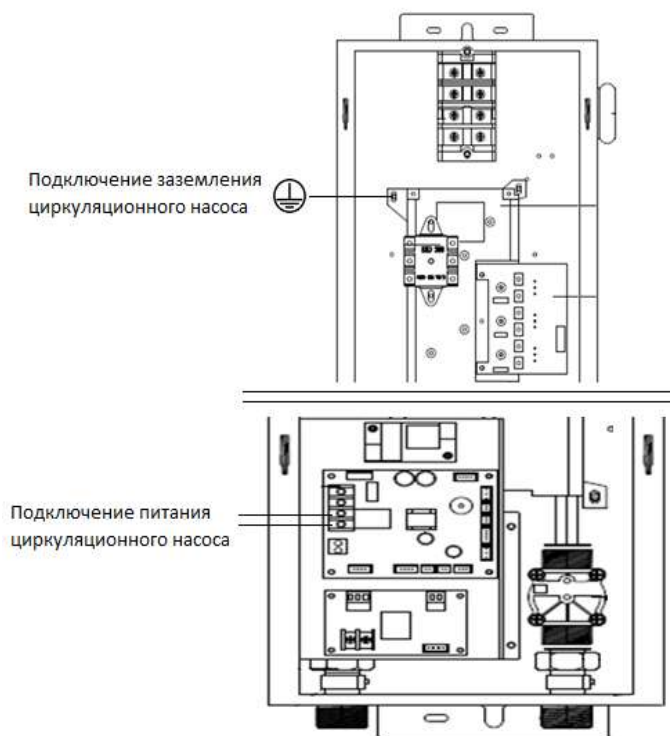 Подключение заземления
циркуляционного насоса
Подключение питания
циркуляционного насоса